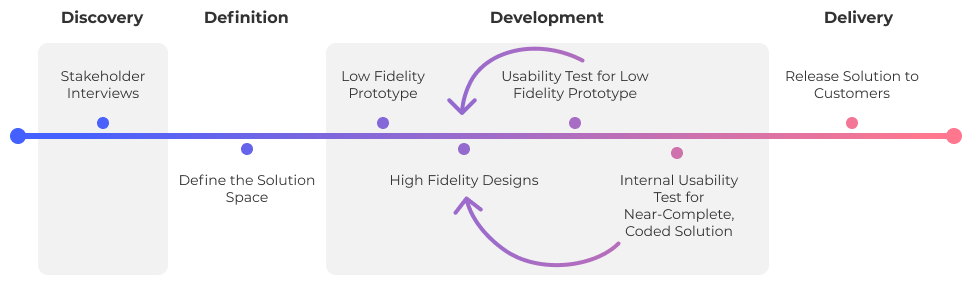 Discovery
Definition
Development
Delivery
Stakeholder
Interviews
Low Fidelity
Prototype
Usability Test for Low
Fidelity Prototype
Release Solution to
Customers
Define the Solution
Space
High Fidelity Designs
Internal Usability
Test for
Near-Complete,
Coded Solution